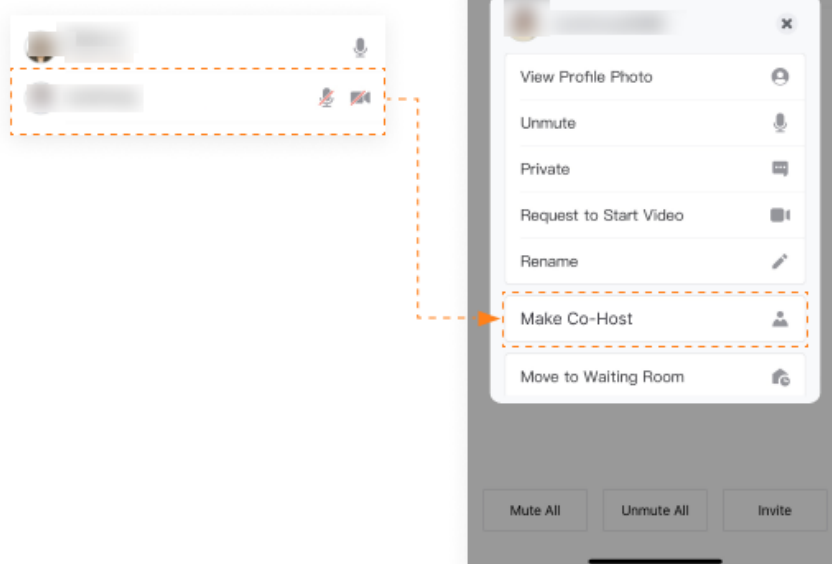 View Profile Photo
Unmute
Private
Request to Start Video
Rename
Make Co-Host
Move to Waiting Room
Mute All
Unmute All
Invite